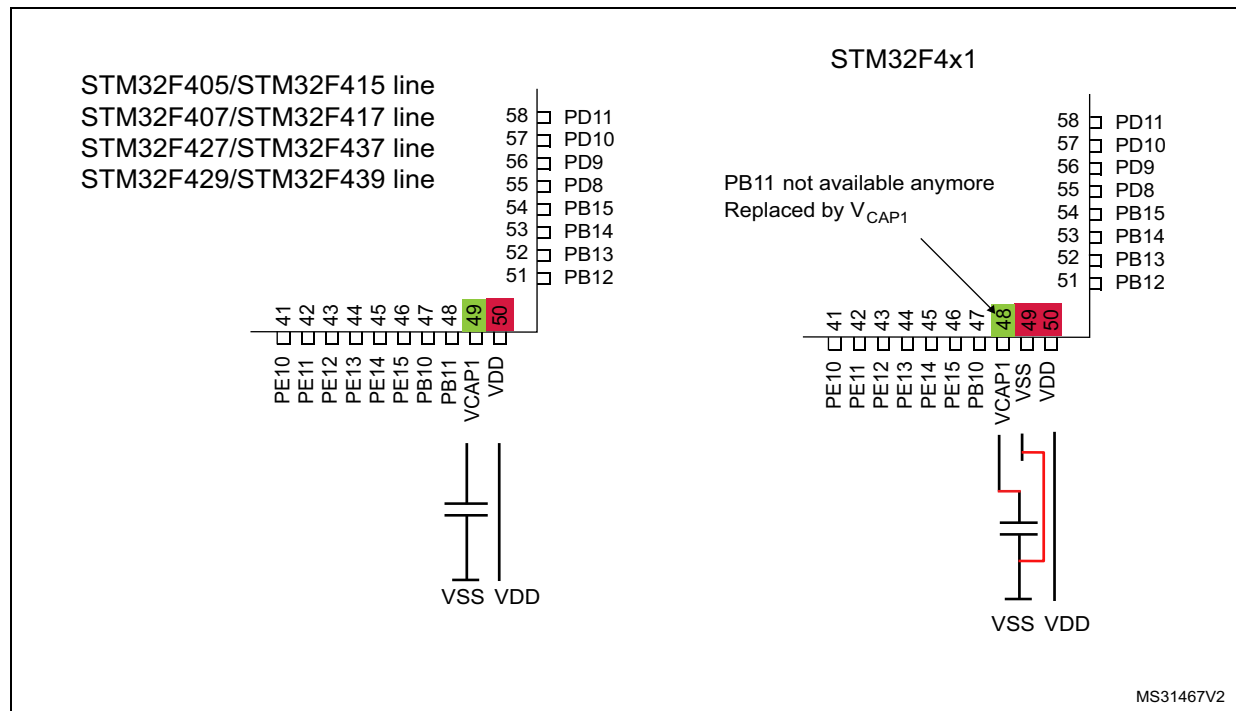 STM32F405/STM32F415 line
STM32F407/STM32F417 line
STM32F427/STM32F437 line
STM32F429/STM32F439 line
58 PD11
57 PD10
56 PD9
55 PD8
54 PB15
53 PB14
52 PB13
51 PB12
41 42 43 44 45 46 47 48 49 50
PE10 PE11 PE12 PE13 PE14 PE15 PB10 PB11 VCAP1 VDD
VSS VDD
STM32F4x1
PB11 not available anymore
Replaced by VCAP1
58 PD11
57 PD10
56 PD9
55 PD8
54 PB15
53 PB14
52 PB13
51 PB12
41 42 43 44 45 46 47 48 49 50
PE10 PE11 PE12 PE13 PE14 PE15 PB10 VCAP1 VSS VDD
VSS VDD
MS31467V2